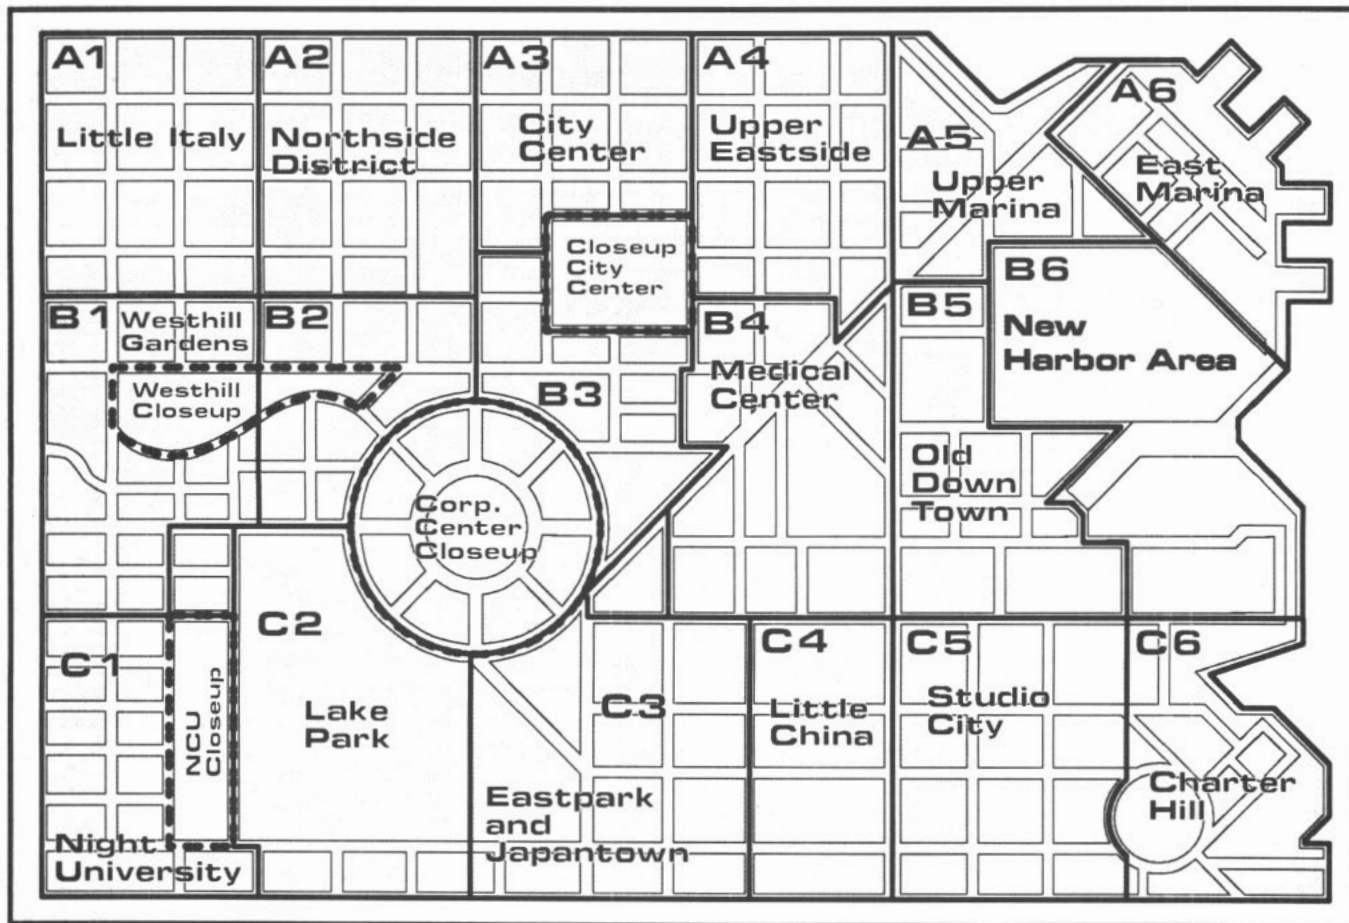 A1
Little Italy
A2
Northside
District
A3
City
Center
A4
Upper
Eastside
A5
Upper
Marina
A6
East
Marina
Closeup
City
Center
B1
Westhill
Gardens
Westhill
Closeup
B2
B3
B4
Medical
Center
B5
Old
Down
Town
B6
New
Harbor Area
Corp.
Center
Closeup
C1
NCU
Closeup
Night
University
C2
Lake
Park
C3
Eastpark
and
Japantown
C4
Little
China
C5
Studio
City
C6
Charter
Hill